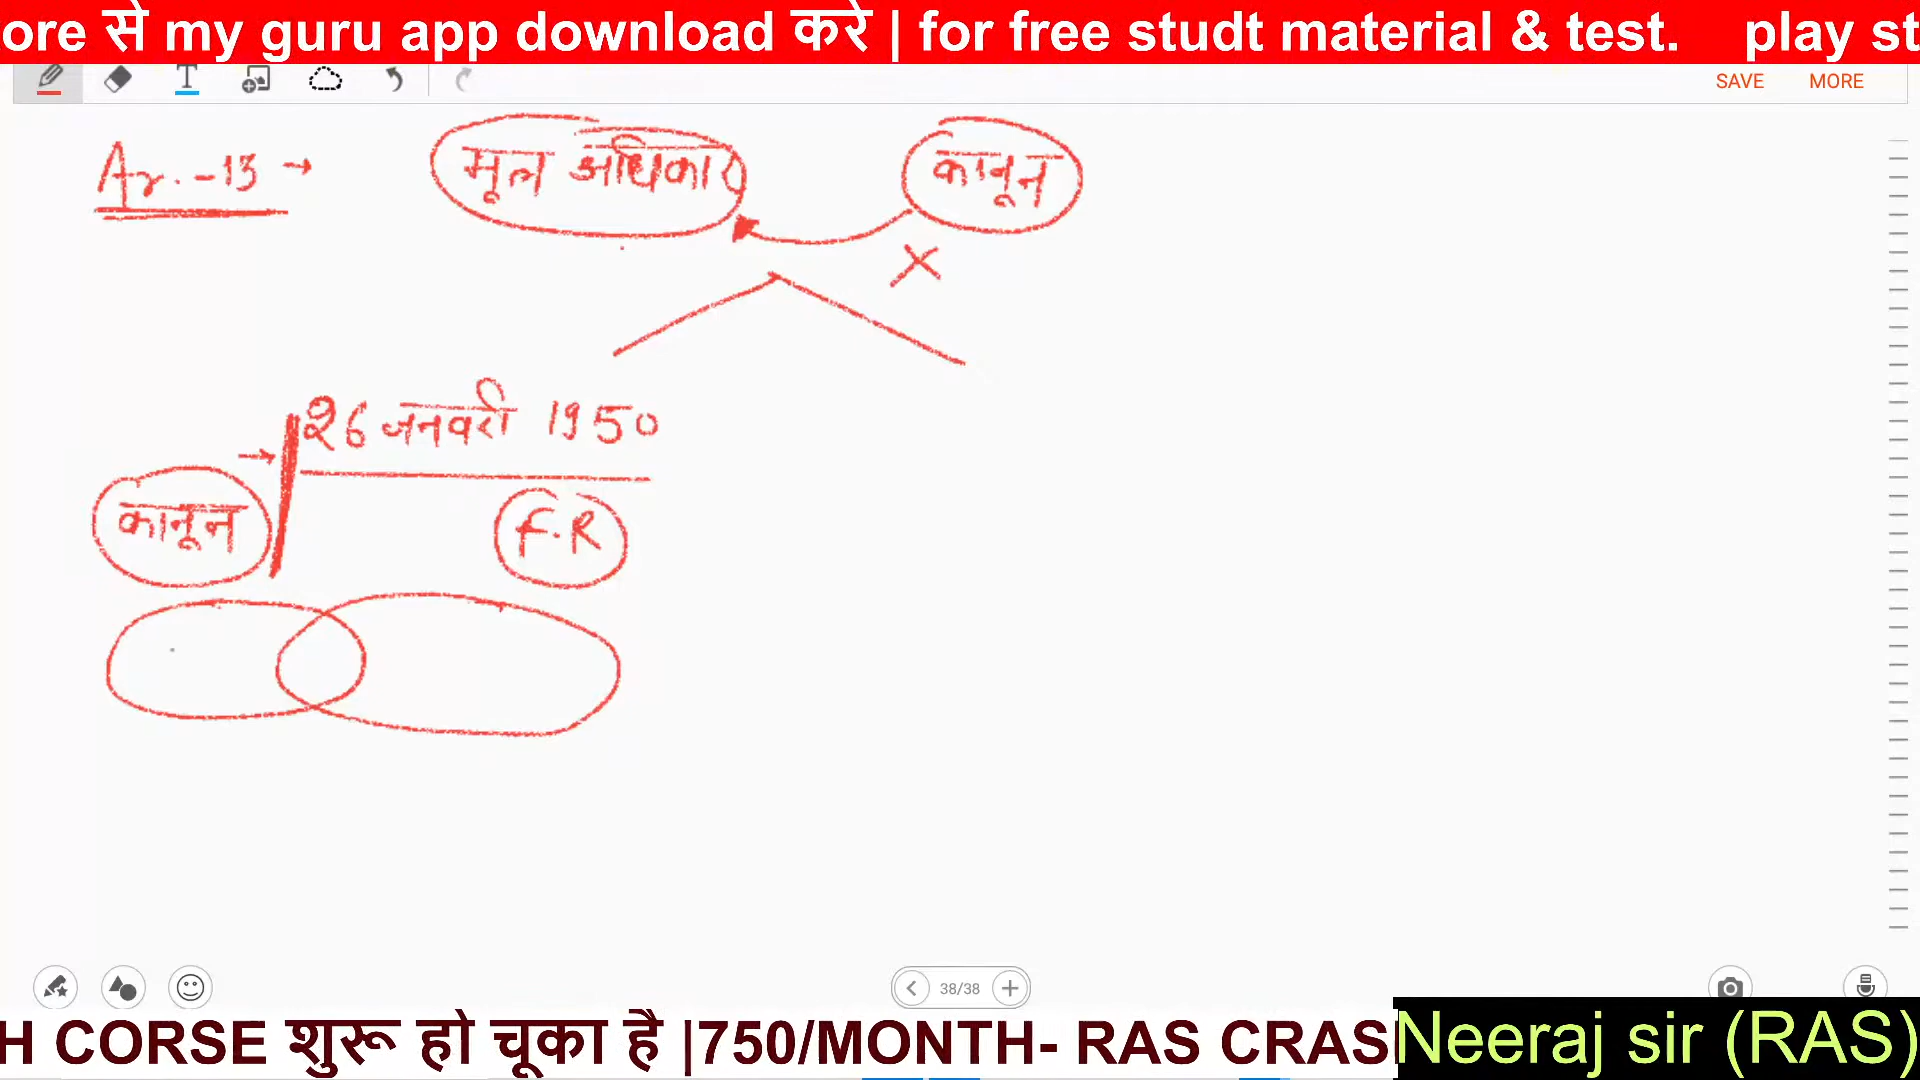 ore से my guru app download करे | for free studt material & test. play st
T SAVE MORE
Ar. - 13 → मूल अधिकार कानून
×
26 जनवरी 1950
→
कानून F.R
38/38
H CORSE शुरू हो चूका है |750/MONTH- RAS CRAS
Neeraj sir (RAS)